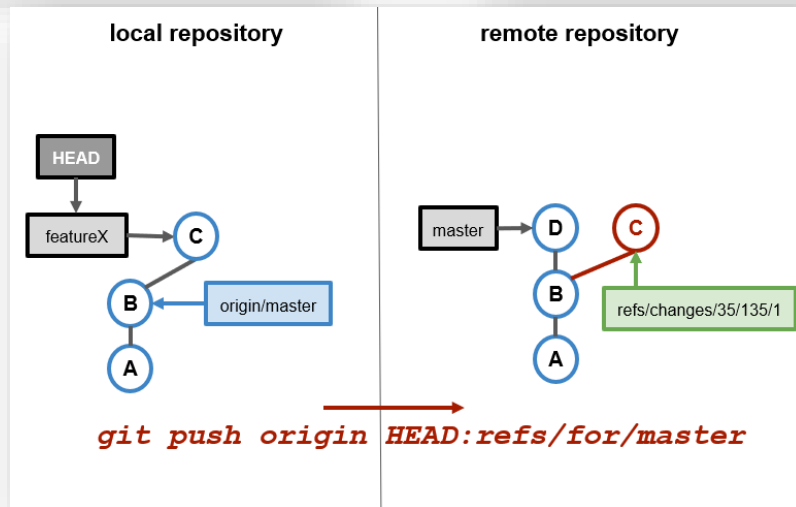 local repository
remote repository
HEAD
featureX
C
B
origin/master
A
master
D
C
B
refs/changes/35/135/1
A
git push origin HEAD:refs/for/master